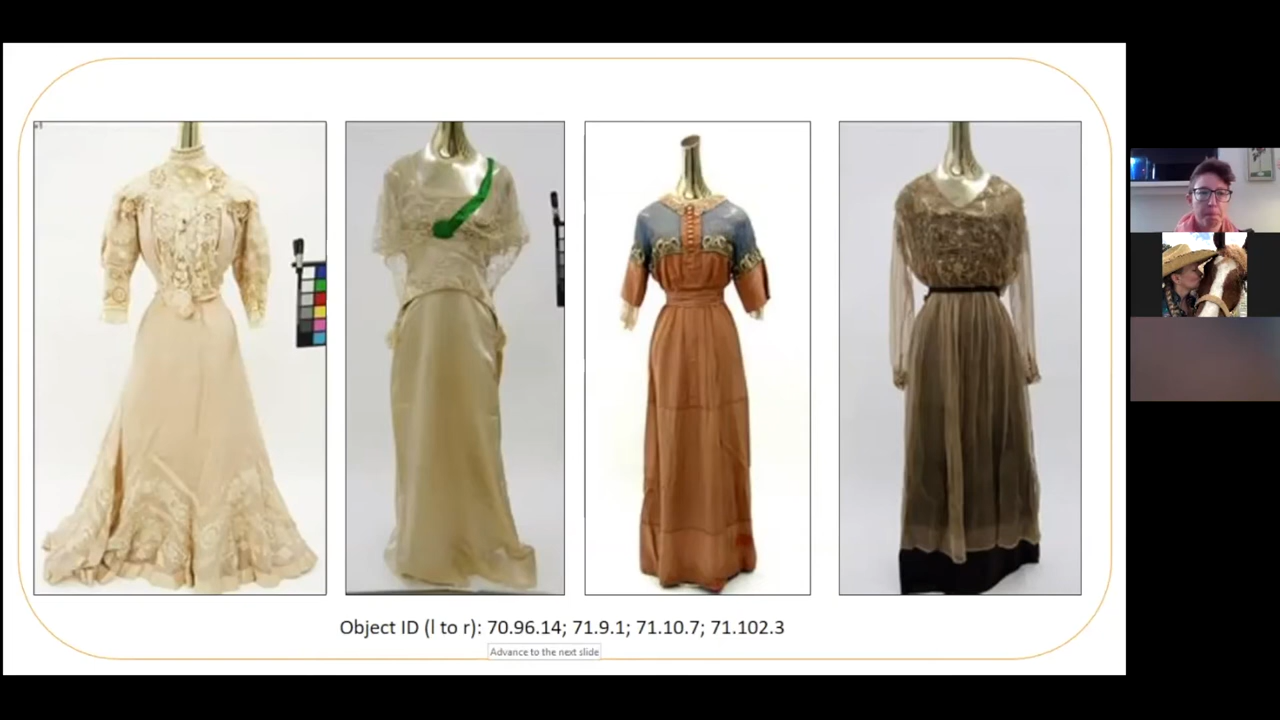 Object ID (l to r): 70.96.14; 71.9.1; 71.10.7; 71.102.3
Advance to the next slide